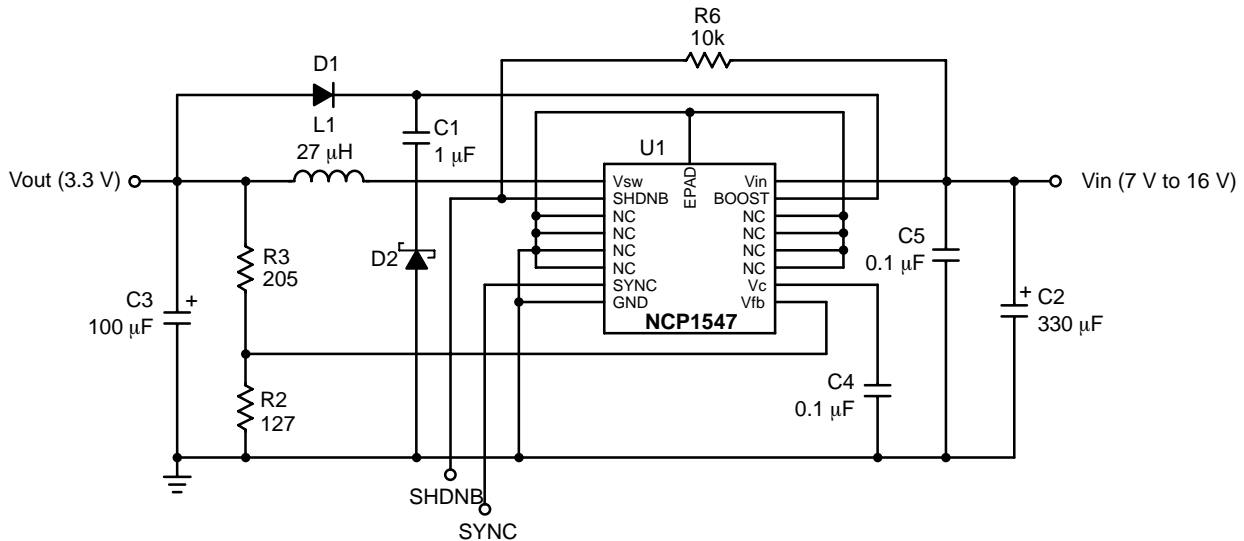 R6
10k
D1
L1
27 μH
C1
1 μF
U1
Vout (3.3 V)
Vin (7 V to 16 V)
Vsw
SHDNB
NC
NC
NC
NC
SYNC
GND
EPAD
Vin
BOOST
NC
NC
NC
NC
Vc
Vfb
NCP1547
D2
R3
205
C3
+
100 μF
C5
0.1 μF
+
C2
330 μF
C4
0.1 μF
R2
127
SHDNB
SYNC